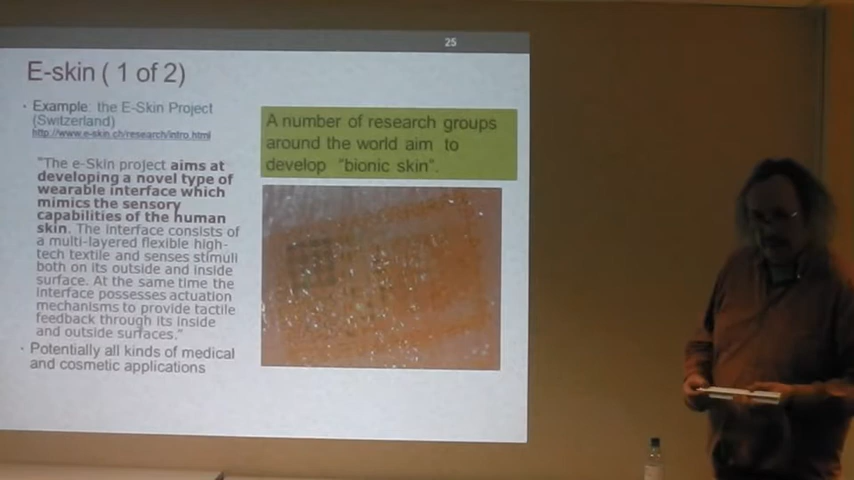 25
E-skin ( 1 of 2)
• Example: the E-Skin Project
(Switzerland)
http://www.e-skin.ch/research/intro.html
"The e-Skin project aims at
developing a novel type of
wearable interface which
mimics the sensory
capabilities of the human
skin. The interface consists of
a multi-layered flexible high-
tech textile and senses stimuli
both on its outside and inside
surface. At the same time the
interface possesses actuation
mechanisms to provide tactile
feedback through its inside
and outside surfaces."
• Potentially all kinds of medical
and cosmetic applications
A number of research groups
around the world aim to
develop "bionic skin".